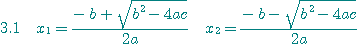 3.1 x₁ = (-b + √(b² - 4ac)) / 2a x₂ = (-b - √(b² - 4ac)) / 2a